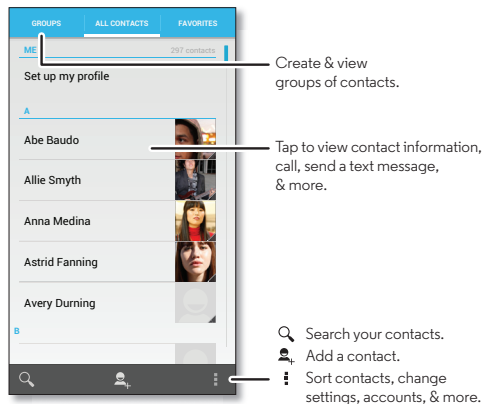 GROUPS ALL CONTACTS FAVORITES
ME 297 contacts
Set up my profile
A
Abe Baudo
Allie Smyth
Anna Medina
Astrid Fanning
Avery Durning
B
Create & view
groups of contacts.
Tap to view contact information,
call, send a text message,
& more.
Search your contacts.
Add a contact.
Sort contacts, change
settings, accounts, & more.